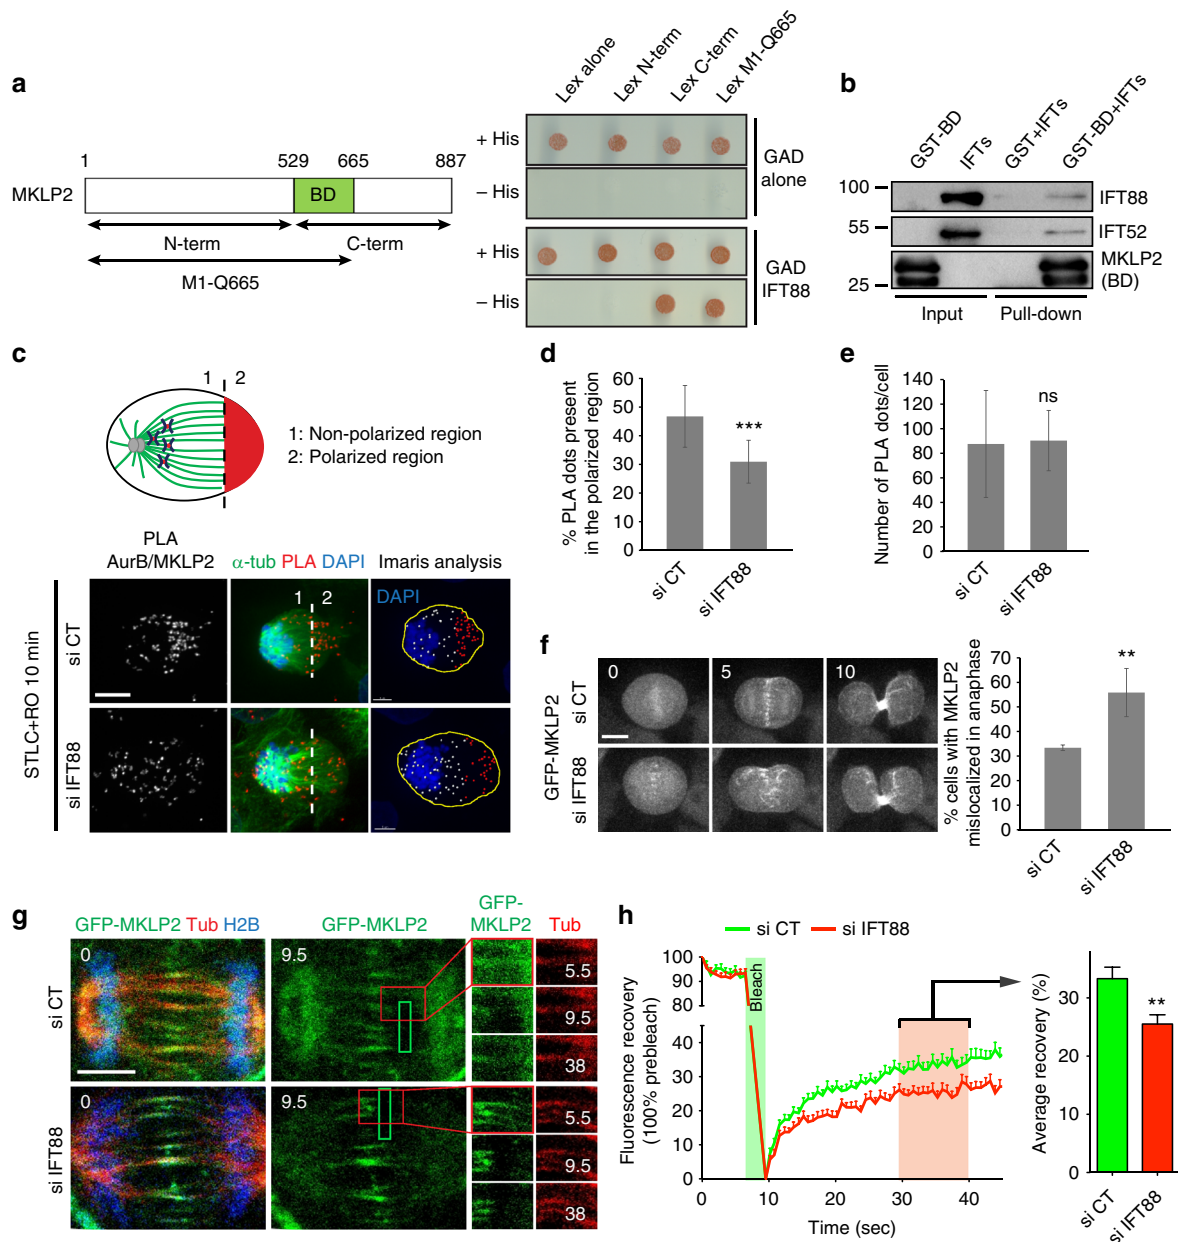 a
Lex alone
Lex N-term
Lex C-term
Lex M1-Q665
1 529 665 887
MKLP2
BD
N-term
C-term
M1-Q665
+ His
– His
GAD
alone
+ His
– His
GAD
IFT88
b
GST-BD
IFTs
GST+IFTs
GST-BD+IFTs
100
55
25
IFT88
IFT52
MKLP2
(BD)
Input
Pull-down
c
1 2
1: Non-polarized region
2: Polarized region
PLA
AurB/MKLP2
α-tub PLA DAPI
Imaris analysis
STLC+RO 10 min
si CT
si IFT88
1 2
DAPI
d
% PLA dots present
in the polarized region
60
50
40
30
20
10
0
***
si CT
si IFT88
e
Number of PLA dots/cell
140
120
100
80
60
40
20
0
ns
si CT
si IFT88
f
GFP-MKLP2
si CT
si IFT88
0
5
10
% cells with MKLP2
mislocalized in anaphase
70
60
50
40
30
20
10
0
**
si CT
si IFT88
g
GFP-MKLP2 Tub H2B
GFP-MKLP2
GFP-
MKLP2
Tub
si CT
0
9.5
5.5
9.5
38
si IFT88
0
9.5
5.5
9.5
38
h
si CT
si IFT88
Fluorescence recovery
(100% prebleach)
100
90
80
40
30
20
10
0
Bleach
0 10 20 30 40
Time (sec)
Average recovery (%)
30
20
10
0
**
si CT
si IFT88